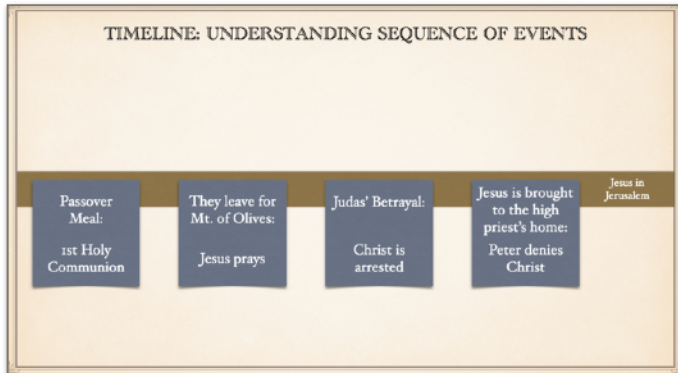 TIMELINE: UNDERSTANDING SEQUENCE OF EVENTS
Passover
Meal:
1st Holy
Communion
They leave for
Mt. of Olives:
Jesus prays
Judas' Betrayal:
Christ is
arrested
Jesus is brought
to the high
priest's home:
Peter denies
Christ
Jesus in
Jerusalem